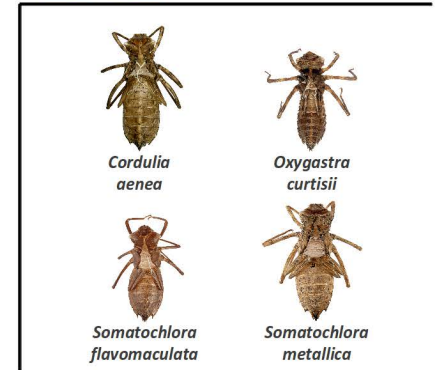 Cordulia
aenea
Oxygastra
curtisii
Somatochlora
flavomaculata
Somatochlora
metallica